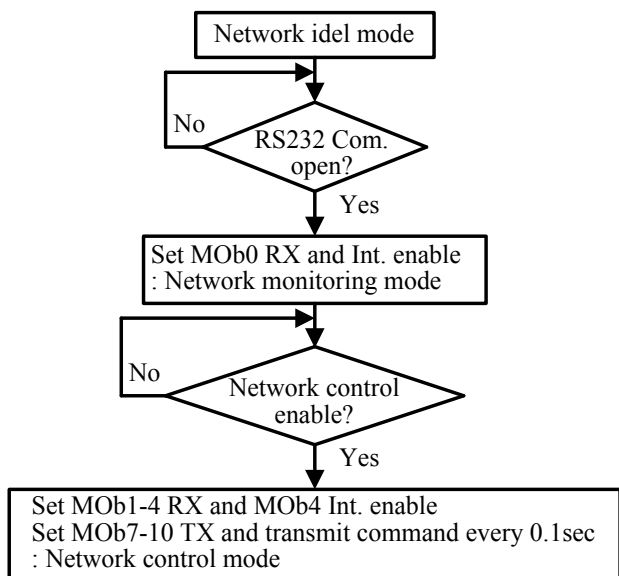 Network idel mode
No
RS232 Com.
open?
Yes
Set MOb0 RX and Int. enable
: Network monitoring mode
No
Network control
enable?
Yes
Set MOb1-4 RX and MOb4 Int. enable
Set MOb7-10 TX and transmit command every 0.1sec
: Network control mode